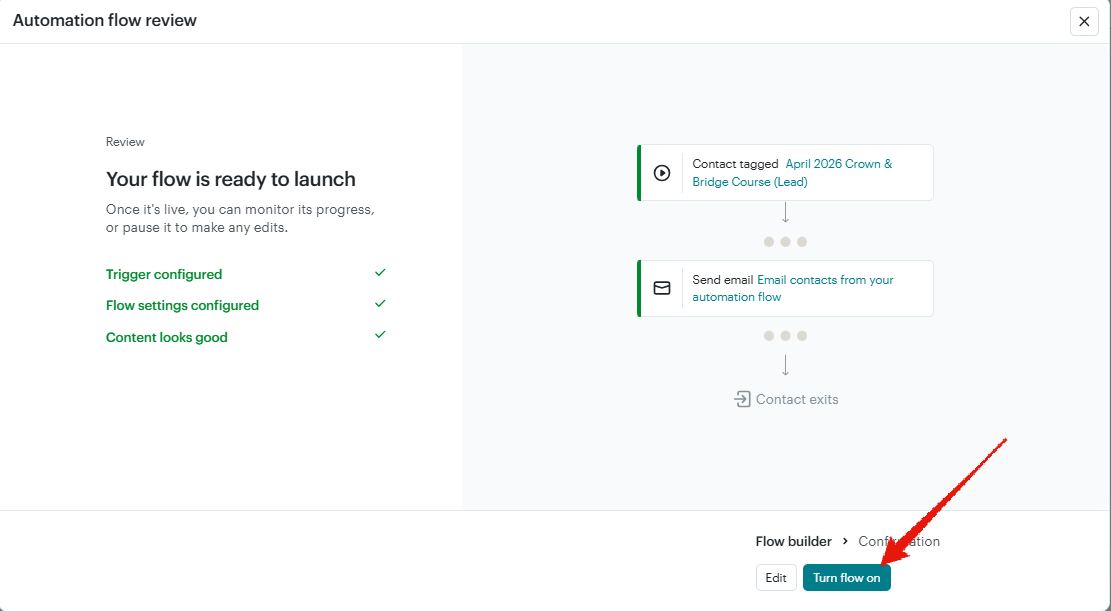 Automation flow review
Review
Your flow is ready to launch
Once it's live, you can monitor its progress,
or pause it to make any edits.
Trigger configured
Flow settings configured
Content looks good
Contact tagged April 2026 Crown &
Bridge Course (Lead)
Send email Email contacts from your
automation flow
Contact exits
Flow builder > Confirmation
Edit
Turn flow on